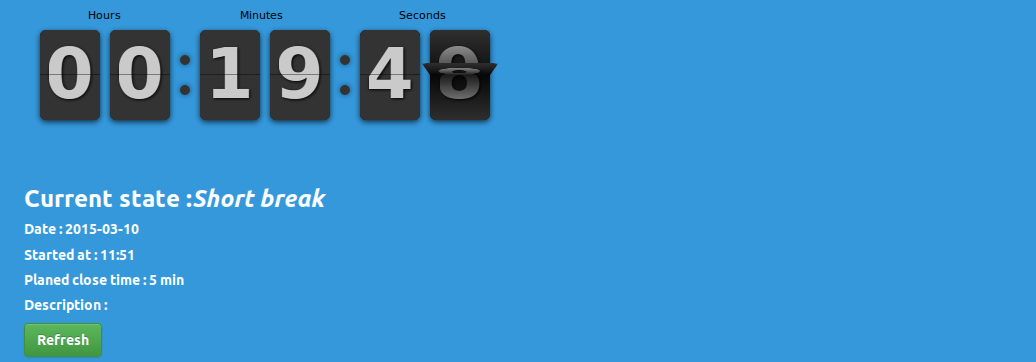 Hours Minutes Seconds
00:19:48
Current state :Short break
Date : 2015-03-10
Started at : 11:51
Planed close time : 5 min
Description :
Refresh